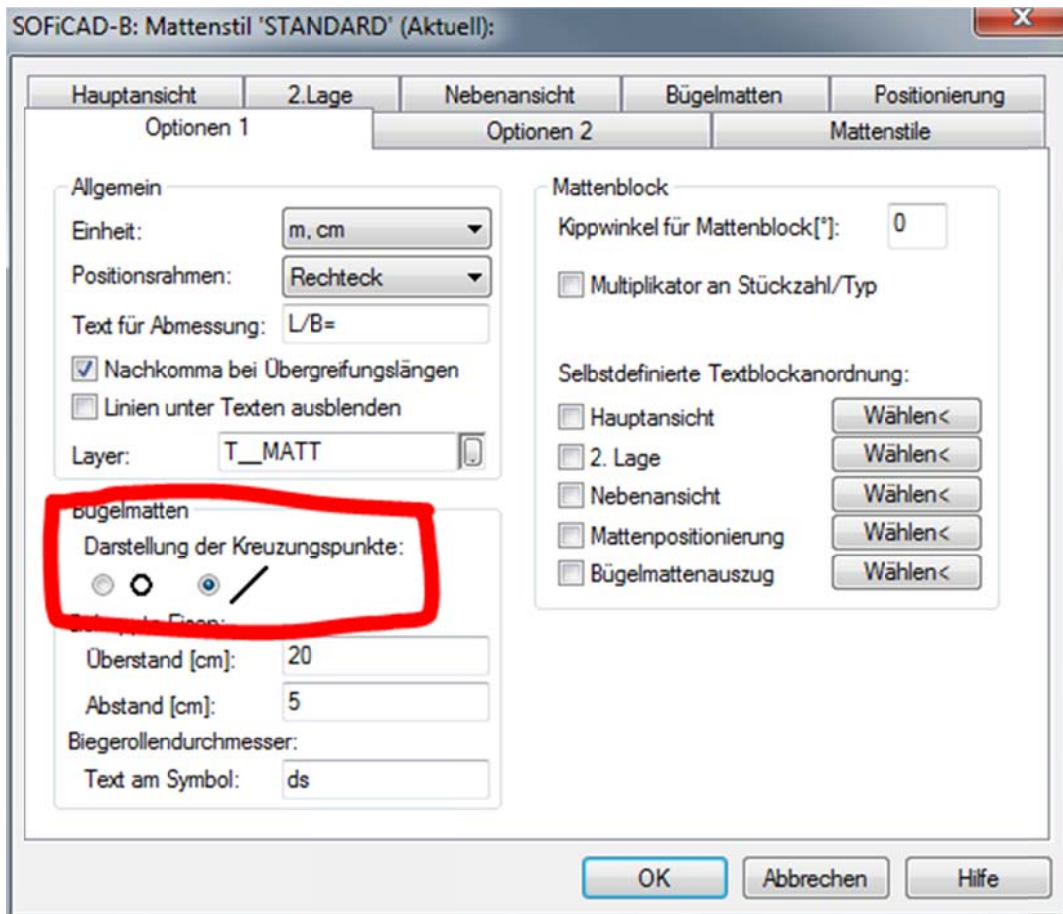 SOFiCAD-B: Mattenstil 'STANDARD' (Aktuell):
Hauptansicht 2.Lage Nebenansicht Bügelmatten Positionierung
Optionen 1 Optionen 2 Mattenstile
Allgemein
Einheit: m, cm
Positionsrahmen: Rechteck
Text für Abmessung: L/B=
Nachkomma bei Übergreifungslängen
Linien unter Texten ausblenden
Layer: T__MATT
Bügelmatten
Darstellung der Kreuzungspunkte:
Überstand [cm]: 20
Abstand [cm]: 5
Biegerollendurchmesser:
Text am Symbol: ds
Mattenblock
Kippwinkel für Mattenblock[°]: 0
Multiplikator an Stückzahl/Typ
Selbstdefinierte Textblockanordnung:
Hauptansicht Wählen<
2. Lage Wählen<
Nebenansicht Wählen<
Mattenpositionierung Wählen<
Bügelmattenauszug Wählen<
OK Abbrechen Hilfe